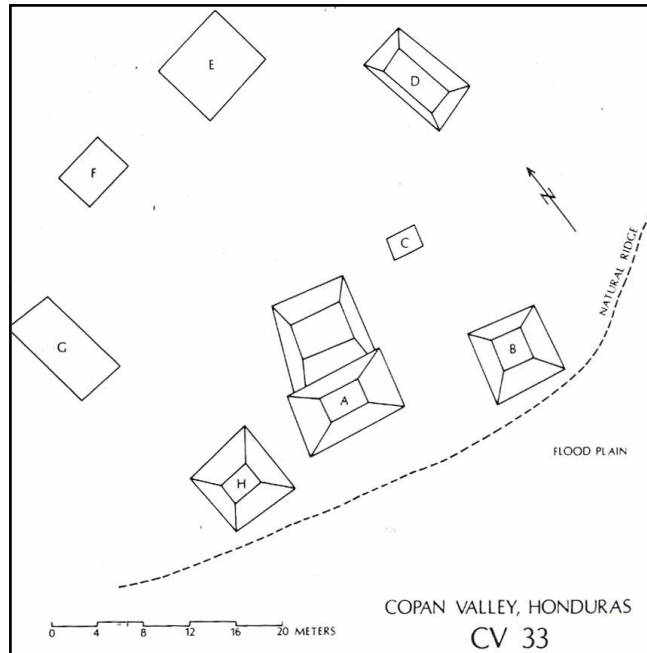 E
D
F
N
C
NATURAL RIDGE
G
B
A
FLOOD PLAIN
H
0 4 8 12 16 20 METERS
COPAN VALLEY, HONDURAS
CV 33